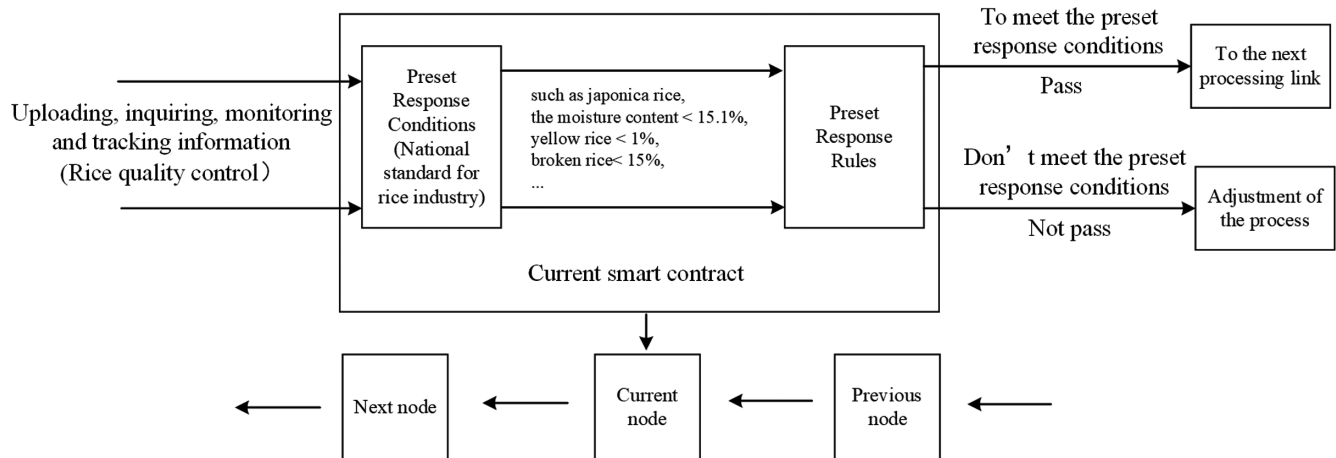 Uploading, inquiring, monitoring
and tracking information
(Rice quality control）
Preset
Response
Conditions
(National
standard for
rice industry)
such as japonica rice,
the moisture content < 15.1%,
yellow rice < 1%,
broken rice< 15%,
...
Preset
Response
Rules
Current smart contract
To meet the preset
response conditions
Pass
To the next
processing link
Don’t meet the preset
response conditions
Not pass
Adjustment of
the process
Next node
Current
node
Previous
node